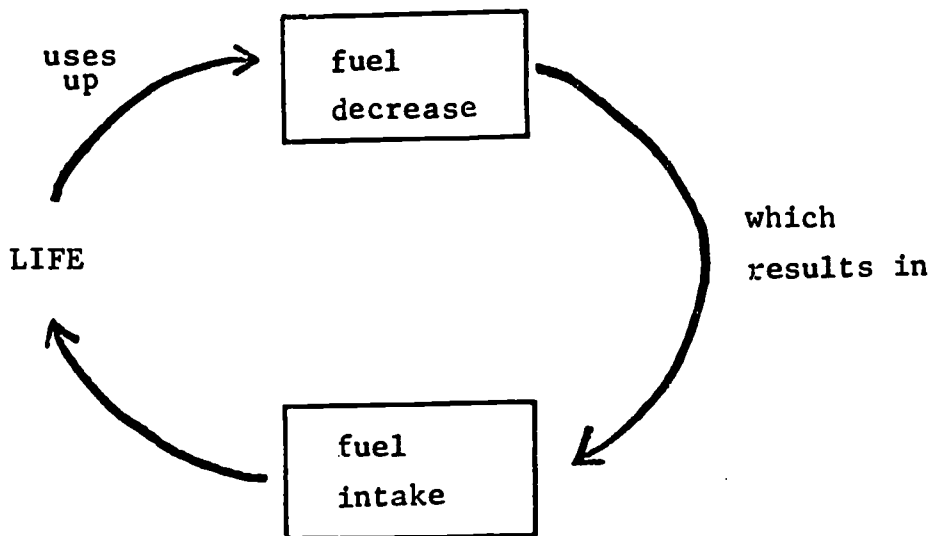 uses
up
fuel
decrease
which
results in
LIFE
fuel
intake